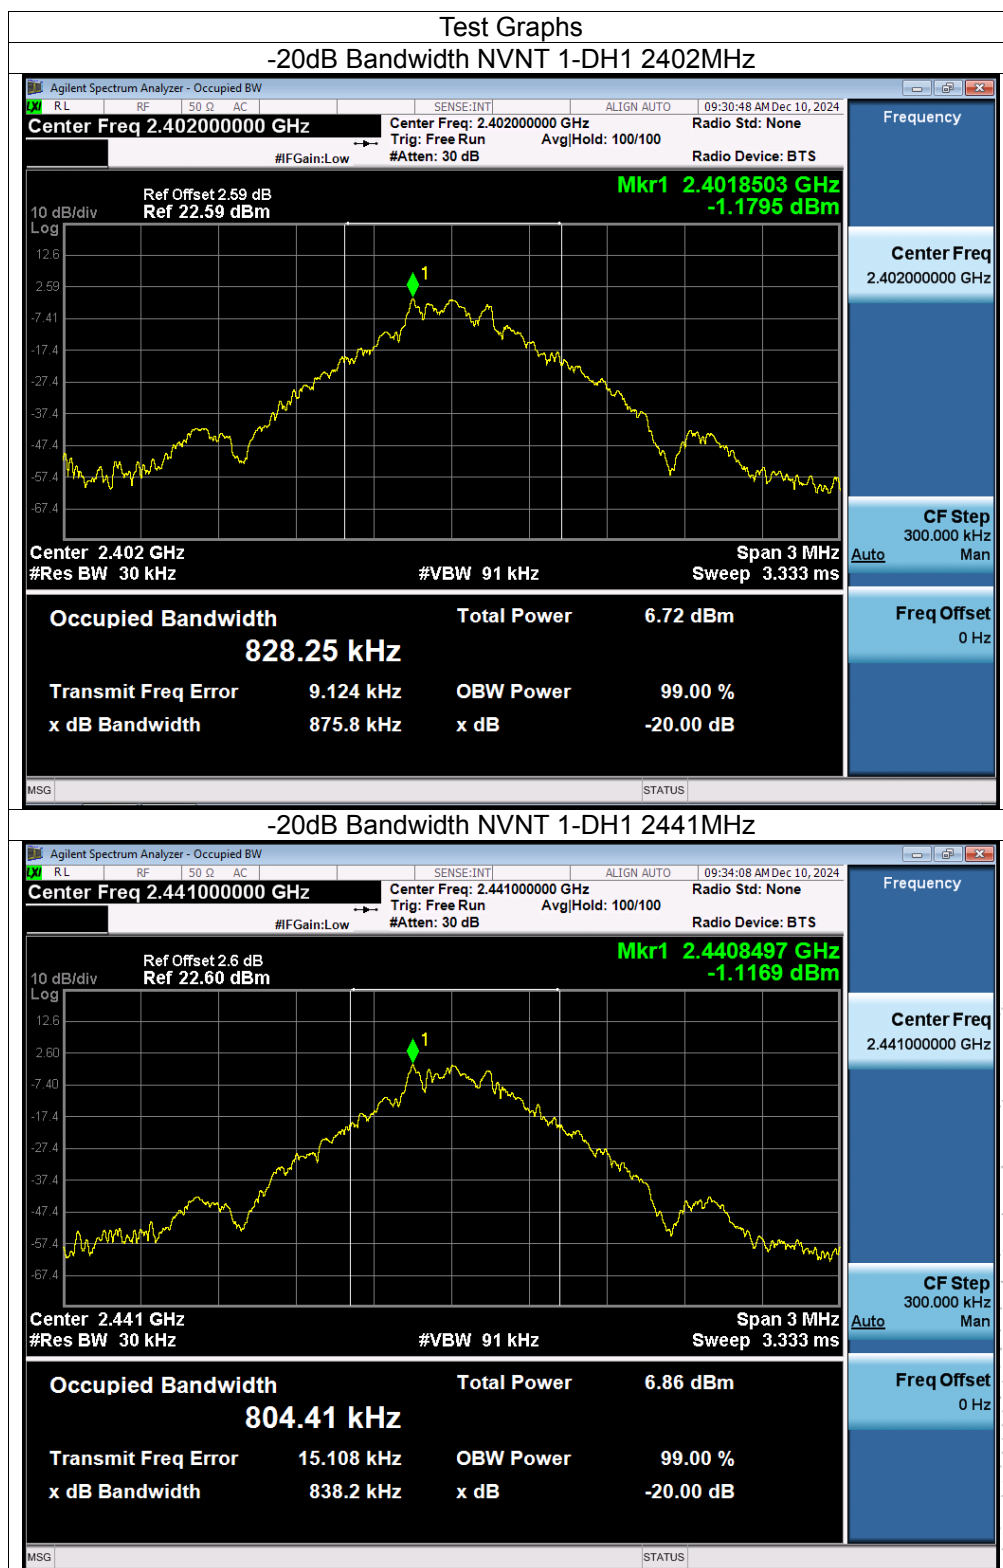 Test Graphs
-20dB Bandwidth NVNT 1-DH1 2402MHz
Agilent Spectrum Analyzer - Occupied BW
LXI RL RF 50 Ω AC SENSE:INT ALIGN AUTO 09:30:48 AM Dec 10, 2024
Center Freq 2.402000000 GHz Center Freq: 2.402000000 GHz Radio Std: None Frequency
Trig: Free Run Avg|Hold: 100/100
#IFGain:Low #Atten: 30 dB Radio Device: BTS
Mkr1 2.4018503 GHz
Ref Offset 2.59 dB
10 dB/div Ref 22.59 dBm -1.1795 dBm
Log
12.6
2.59
-7.41
-17.4
-27.4
-37.4
-47.4
-57.4
-67.4
1
Center Freq
2.402000000 GHz
Center 2.402 GHz Span 3 MHz
#Res BW 30 kHz #VBW 91 kHz Sweep 3.333 ms
CF Step
300.000 kHz
Auto Man
Occupied Bandwidth Total Power 6.72 dBm
828.25 kHz
Transmit Freq Error 9.124 kHz OBW Power 99.00 %
x dB Bandwidth 875.8 kHz x dB -20.00 dB
Freq Offset
0 Hz
MSG STATUS
-20dB Bandwidth NVNT 1-DH1 2441MHz
Agilent Spectrum Analyzer - Occupied BW
LXI RL RF 50 Ω AC SENSE:INT ALIGN AUTO 09:34:08 AM Dec 10, 2024
Center Freq 2.441000000 GHz Center Freq: 2.441000000 GHz Radio Std: None Frequency
Trig: Free Run Avg|Hold: 100/100
#IFGain:Low #Atten: 30 dB Radio Device: BTS
Mkr1 2.4408497 GHz
Ref Offset 2.6 dB
10 dB/div Ref 22.60 dBm -1.1169 dBm
Log
12.6
2.60
-7.40
-17.4
-27.4
-37.4
-47.4
-57.4
-67.4
1
Center Freq
2.441000000 GHz
Center 2.441 GHz Span 3 MHz
#Res BW 30 kHz #VBW 91 kHz Sweep 3.333 ms
CF Step
300.000 kHz
Auto Man
Occupied Bandwidth Total Power 6.86 dBm
804.41 kHz
Transmit Freq Error 15.108 kHz OBW Power 99.00 %
x dB Bandwidth 838.2 kHz x dB -20.00 dB
Freq Offset
0 Hz
MSG STATUS